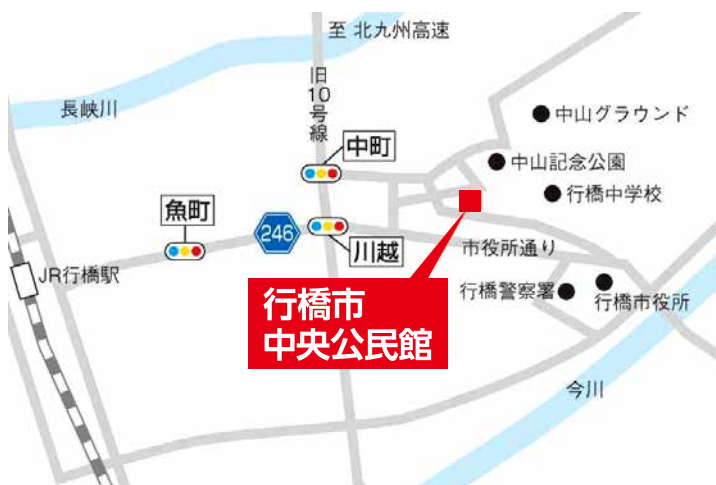 至 北九州高速
旧10号線
長峡川
中町
中山グラウンド
中山記念公園
行橋中学校
魚町
246
川越
市役所通り
JR行橋駅
行橋市
中央公民館
行橋警察署
行橋市役所
今川